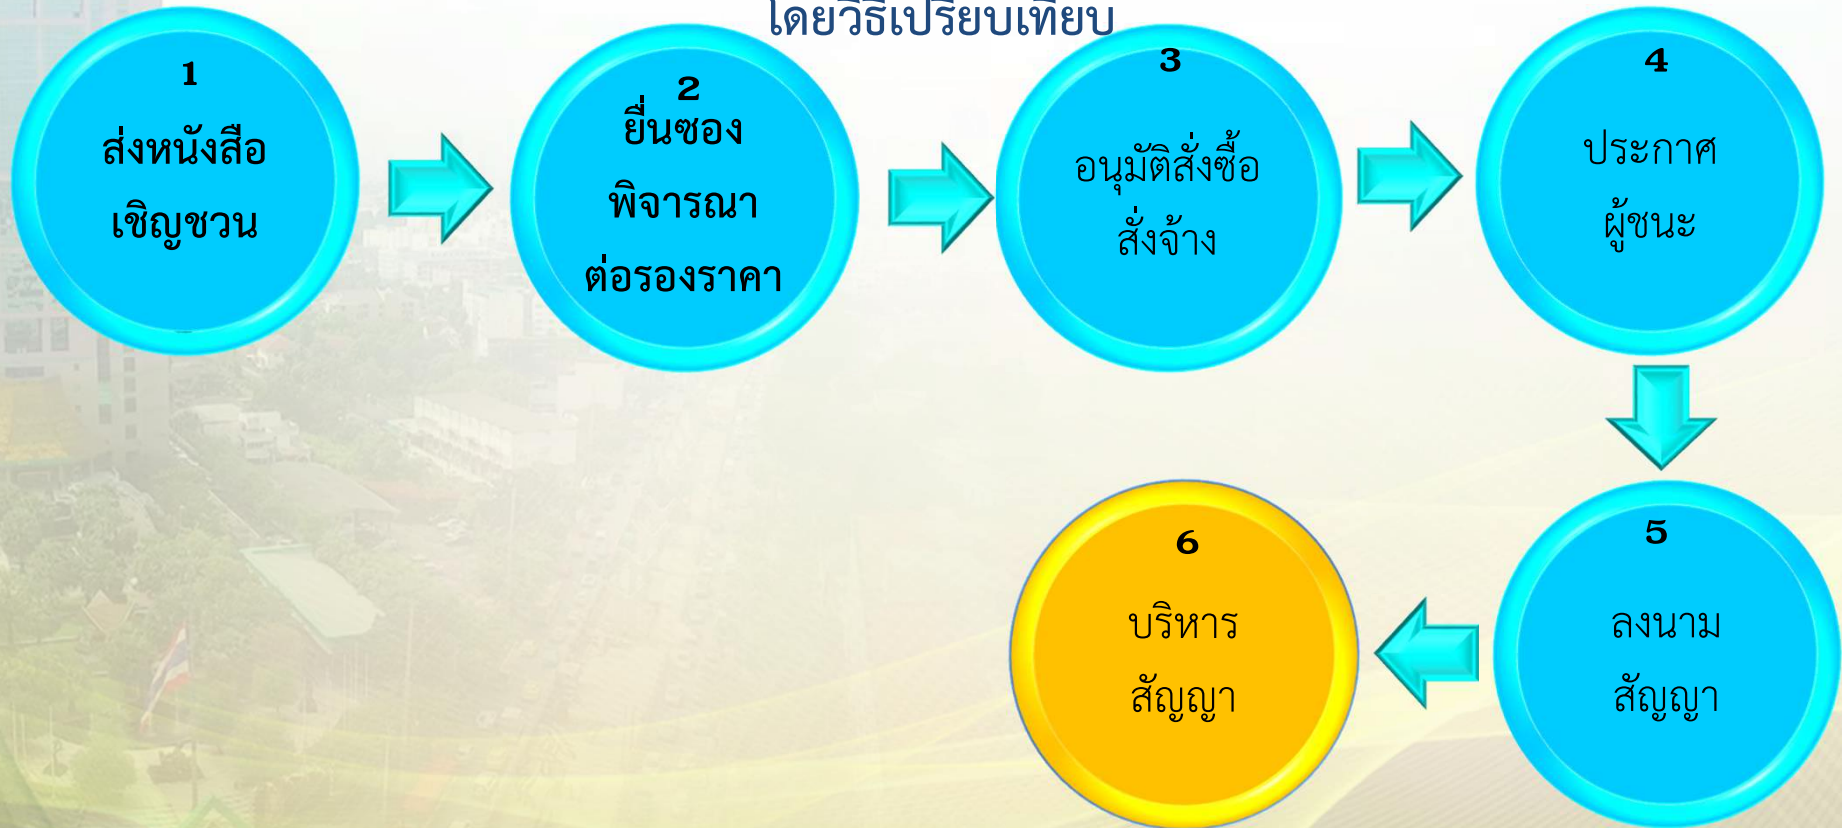 โดยวิธีเปรียบเทียบ
1
ส่งหนังสือ
เชิญชวน
2
ยื่นซอง
พิจารณา
ต่อรองราคา
3
อนุมัติสั่งซื้อ
สั่งจ้าง
4
ประกาศ
ผู้ชนะ
5
ลงนาม
สัญญา
6
บริหาร
สัญญา